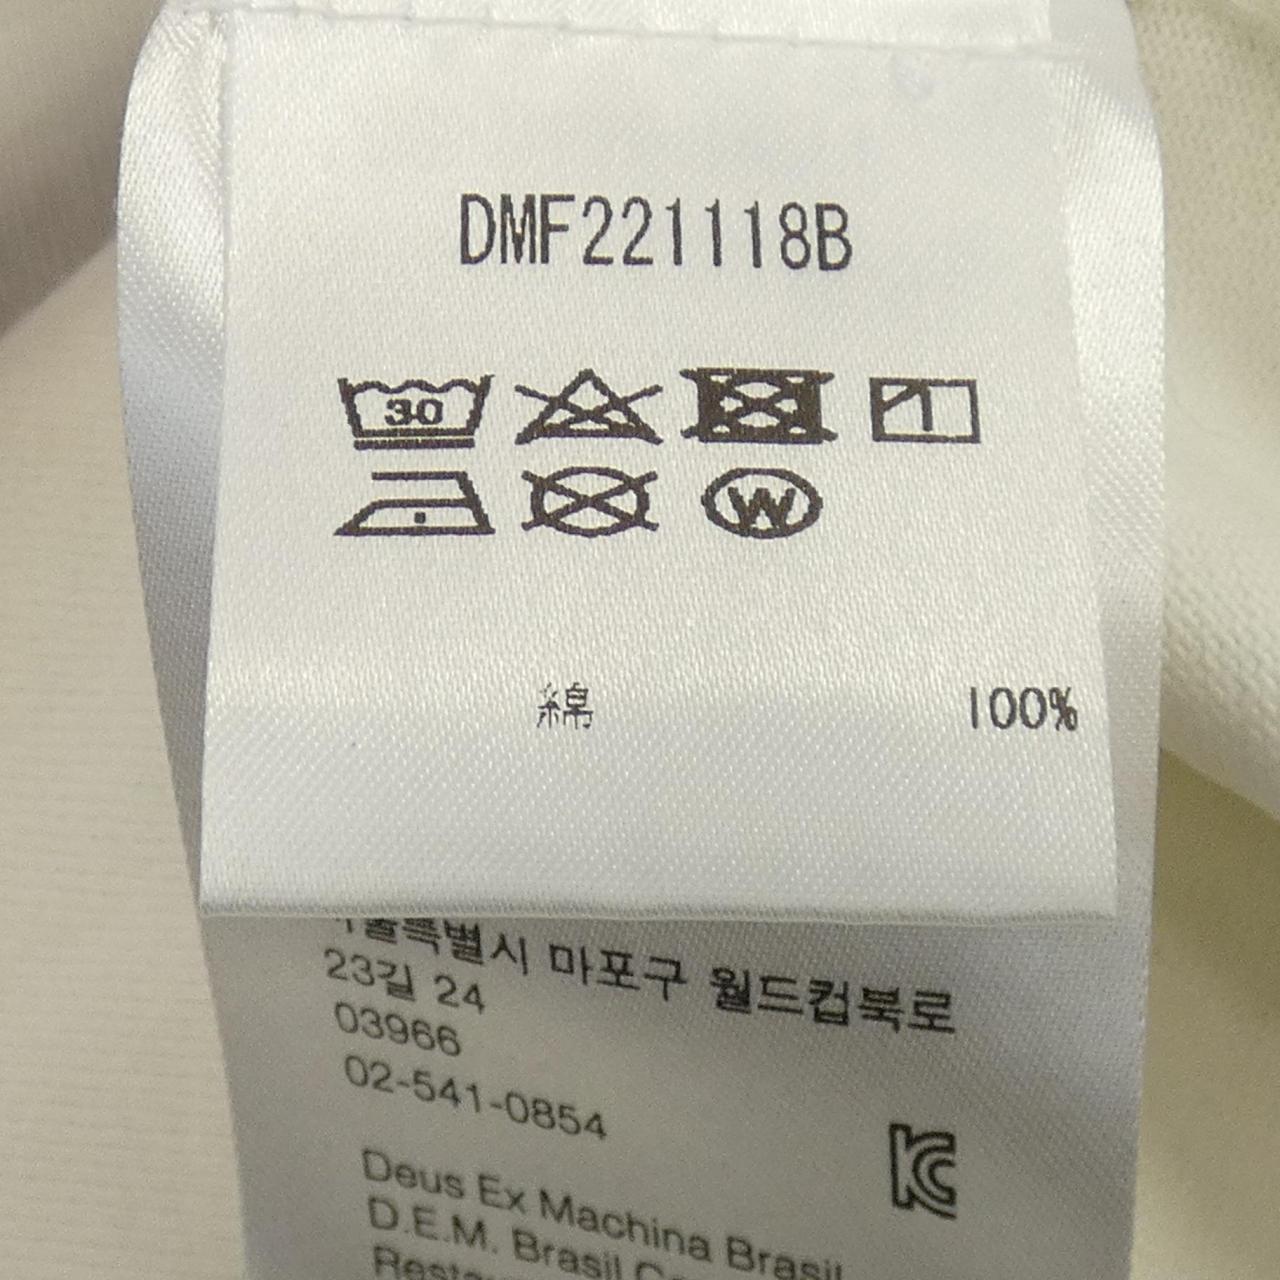 DMF221118B
30
W
綿 100%
서울특별시 마포구 월드컵북로
23길 24
03966
02-541-0854
Deus Ex Machina Brasil
D.E.M. Brasil